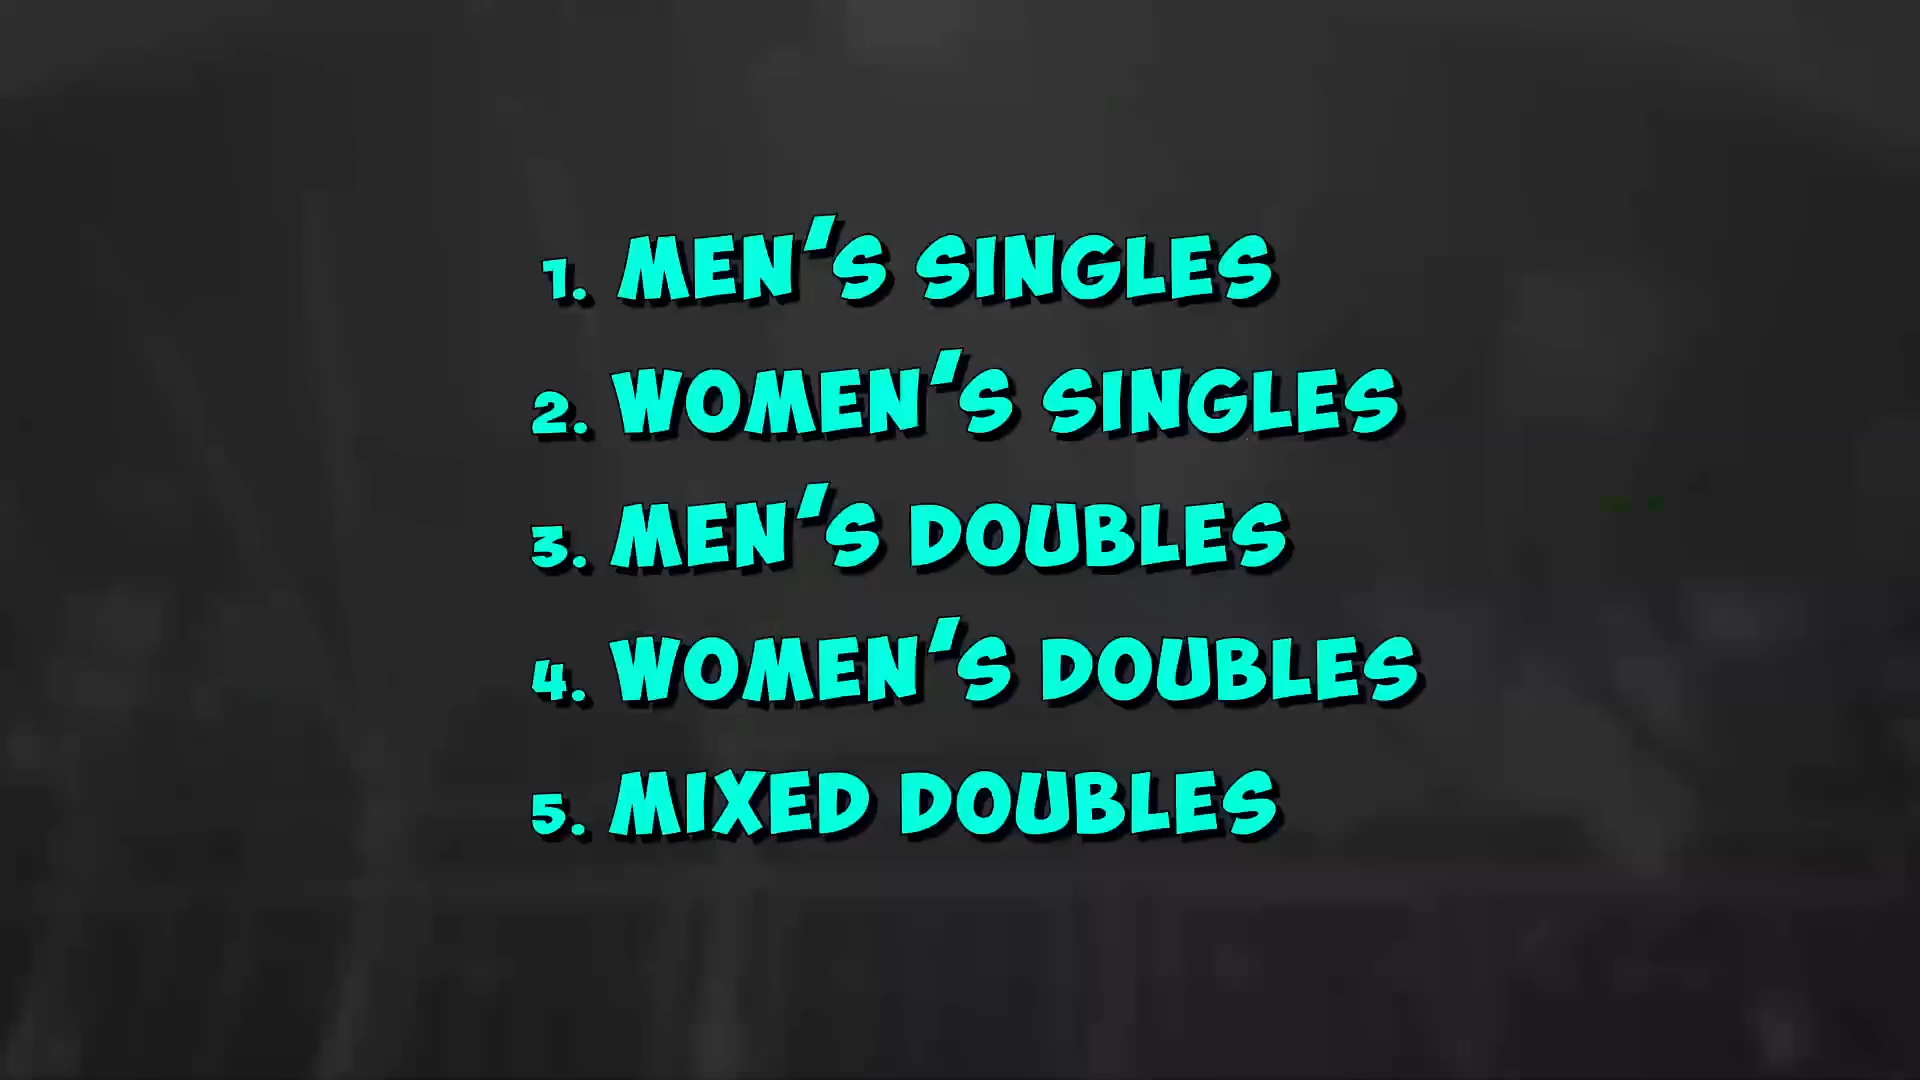 1. MEN'S SINGLES
2. WOMEN'S SINGLES
3. MEN'S DOUBLES
4. WOMEN'S DOUBLES
5. MIXED DOUBLES